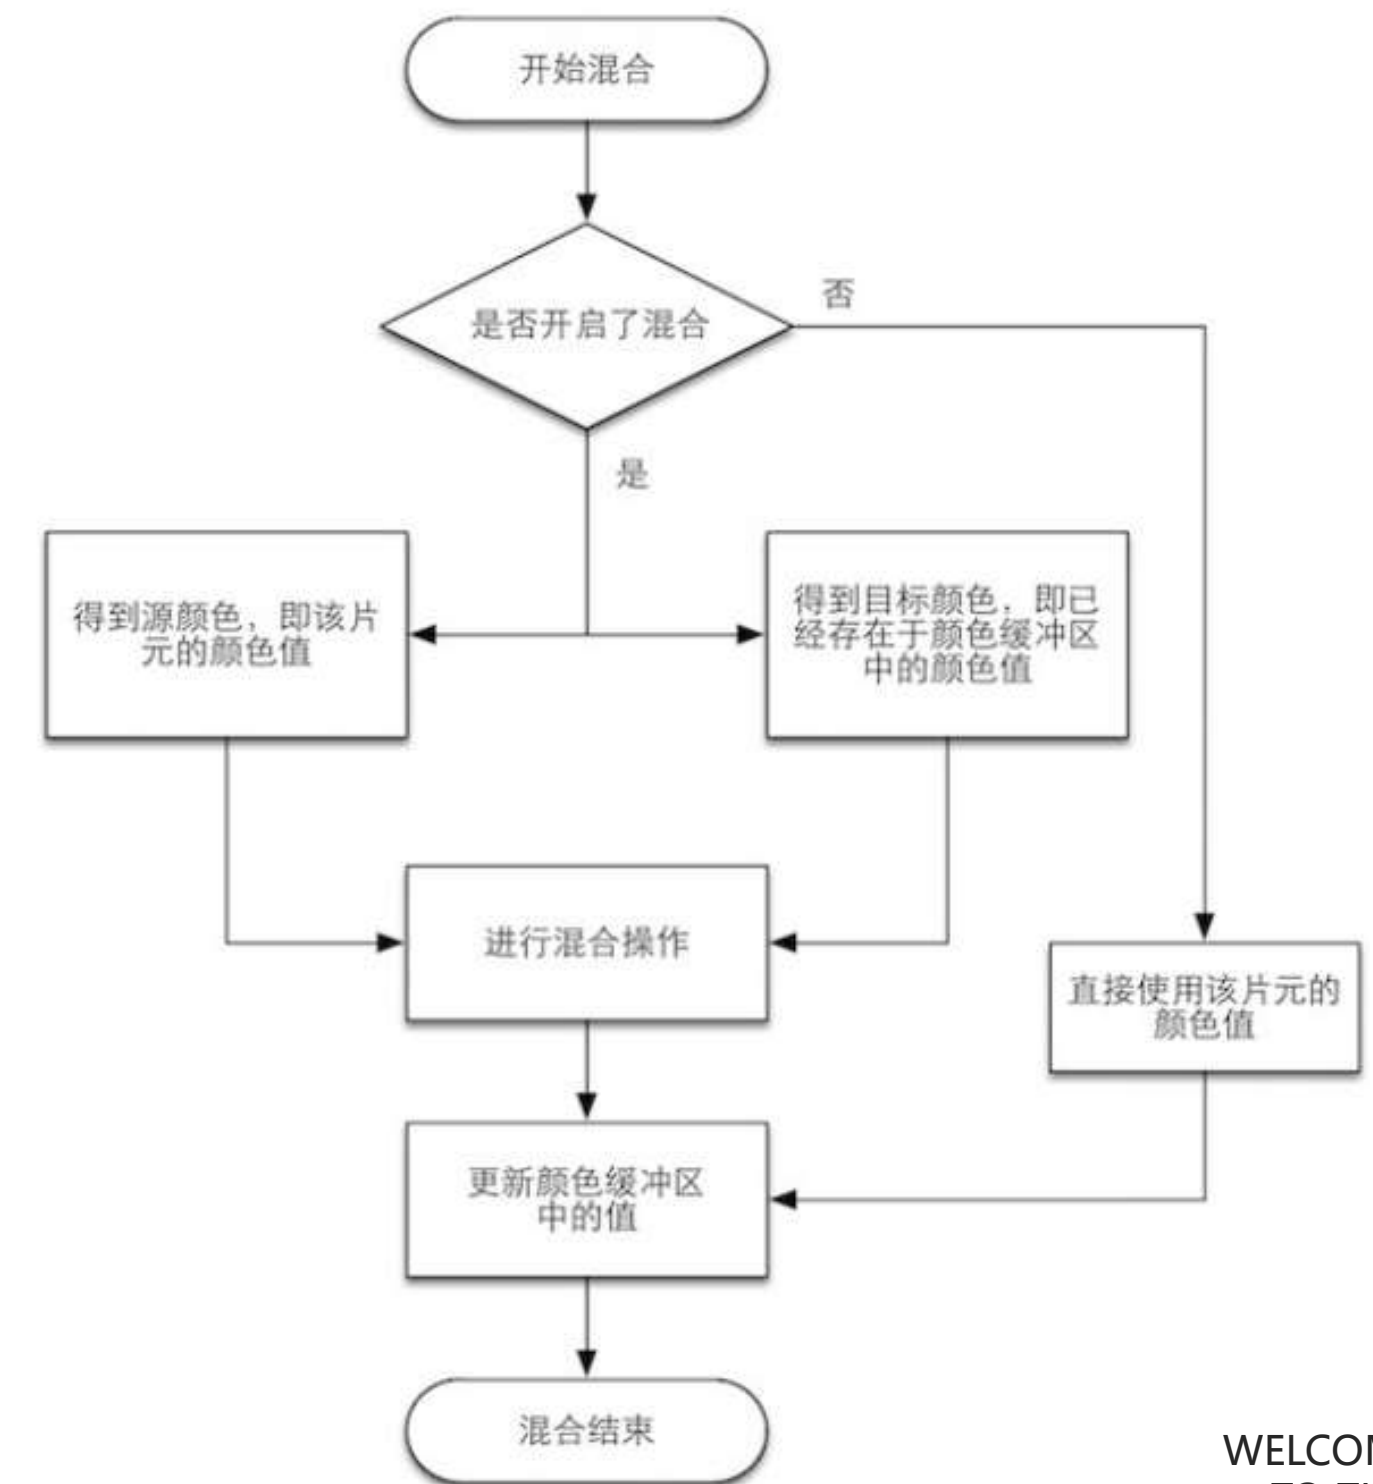 开始混合
是否开启了混合
否
是
得到源颜色，即该片
元的颜色值
得到目标颜色，即已
经存在于颜色缓冲区
中的颜色值
进行混合操作
直接使用该片元的
颜色值
更新颜色缓冲区
中的值
混合结束